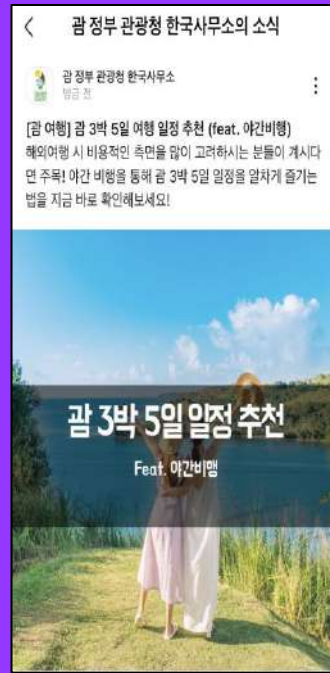 괌 정부 관광청 한국사무소의 소식
괌 정부 관광청 한국사무소
방금 전
[괌 여행] 괌 3박 5일 여행 일정 추천 (feat. 야간비행)
해외여행 시 비용적인 측면을 많이 고려하시는 분들이 계시다
면 주목! 야간 비행을 통해 괌 3박 5일 일정을 알차게 즐기는
법을 지금 바로 확인해보세요!
괌 3박 5일 일정 추천
Feat. 야간비행